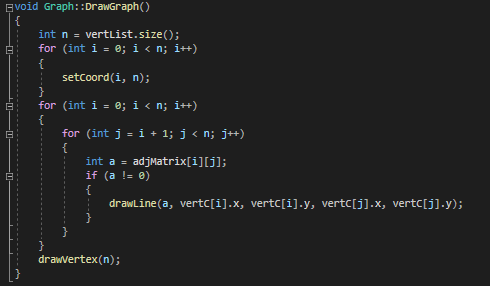 void Graph::DrawGraph()
{
    int n = vertList.size();
    for (int i = 0; i < n; i++)
    {
        setCoord(i, n);
    }
    for (int i = 0; i < n; i++)
    {
        for (int j = i + 1; j < n; j++)
        {
            int a = adjMatrix[i][j];
            if (a != 0)
            {
                drawLine(a, vertC[i].x, vertC[i].y, vertC[j].x, vertC[j].y);
            }
        }
    }
    drawVertex(n);
}